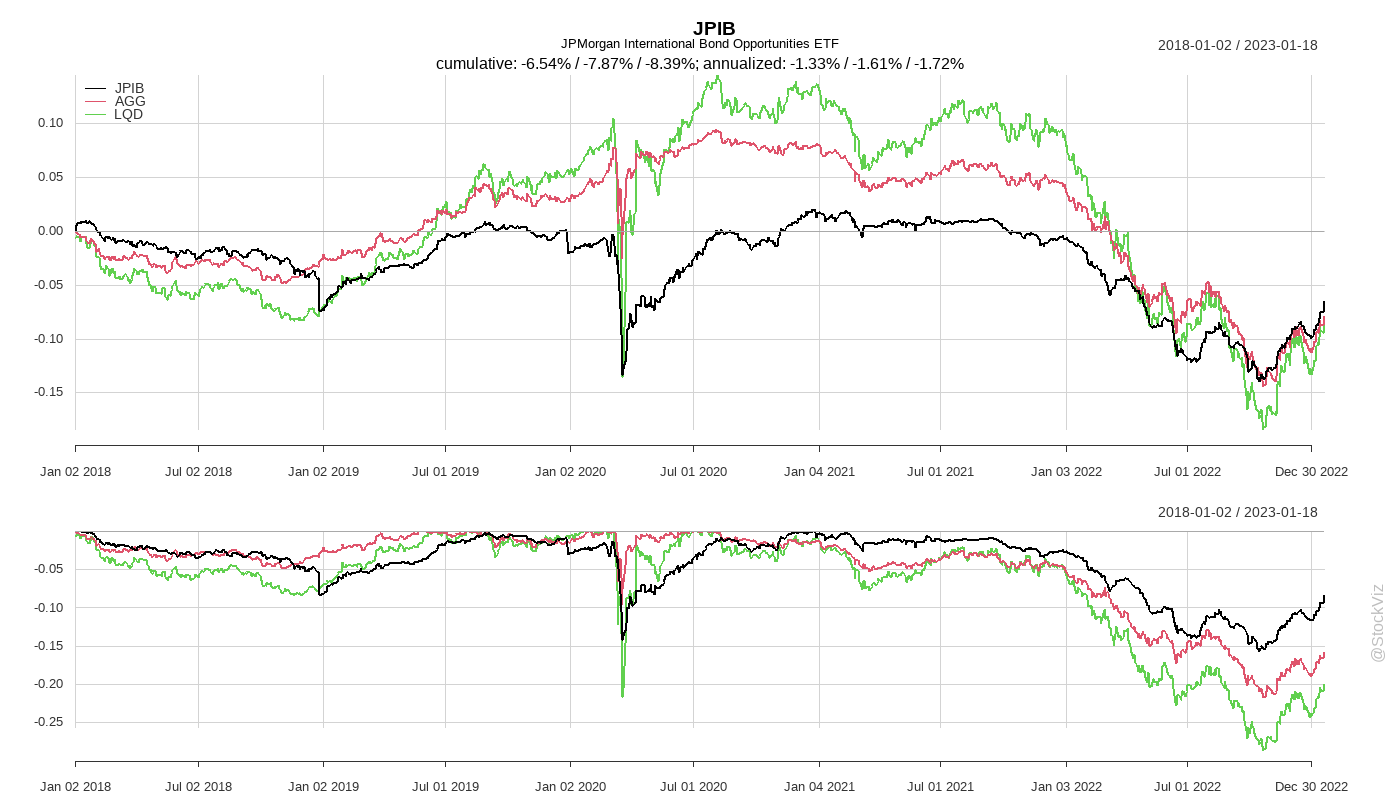 JPIB
JPMorgan International Bond Opportunities ETF
2018-01-02 / 2023-01-18
cumulative: -6.54% / -7.87% / -8.39%; annualized: -1.33% / -1.61% / -1.72%
JPIB
AGG
LQD
0.10
0.05
0.00
-0.05
-0.10
-0.15
Jan 02 2018 Jul 02 2018 Jan 02 2019 Jul 01 2019 Jan 02 2020 Jul 01 2020 Jan 04 2021 Jul 01 2021 Jan 03 2022 Jul 01 2022 Dec 30 2022
2018-01-02 / 2023-01-18
-0.05
-0.10
-0.15
-0.20
-0.25
Jan 02 2018 Jul 02 2018 Jan 02 2019 Jul 01 2019 Jan 02 2020 Jul 01 2020 Jan 04 2021 Jul 01 2021 Jan 03 2022 Jul 01 2022 Dec 30 2022
@StockViz